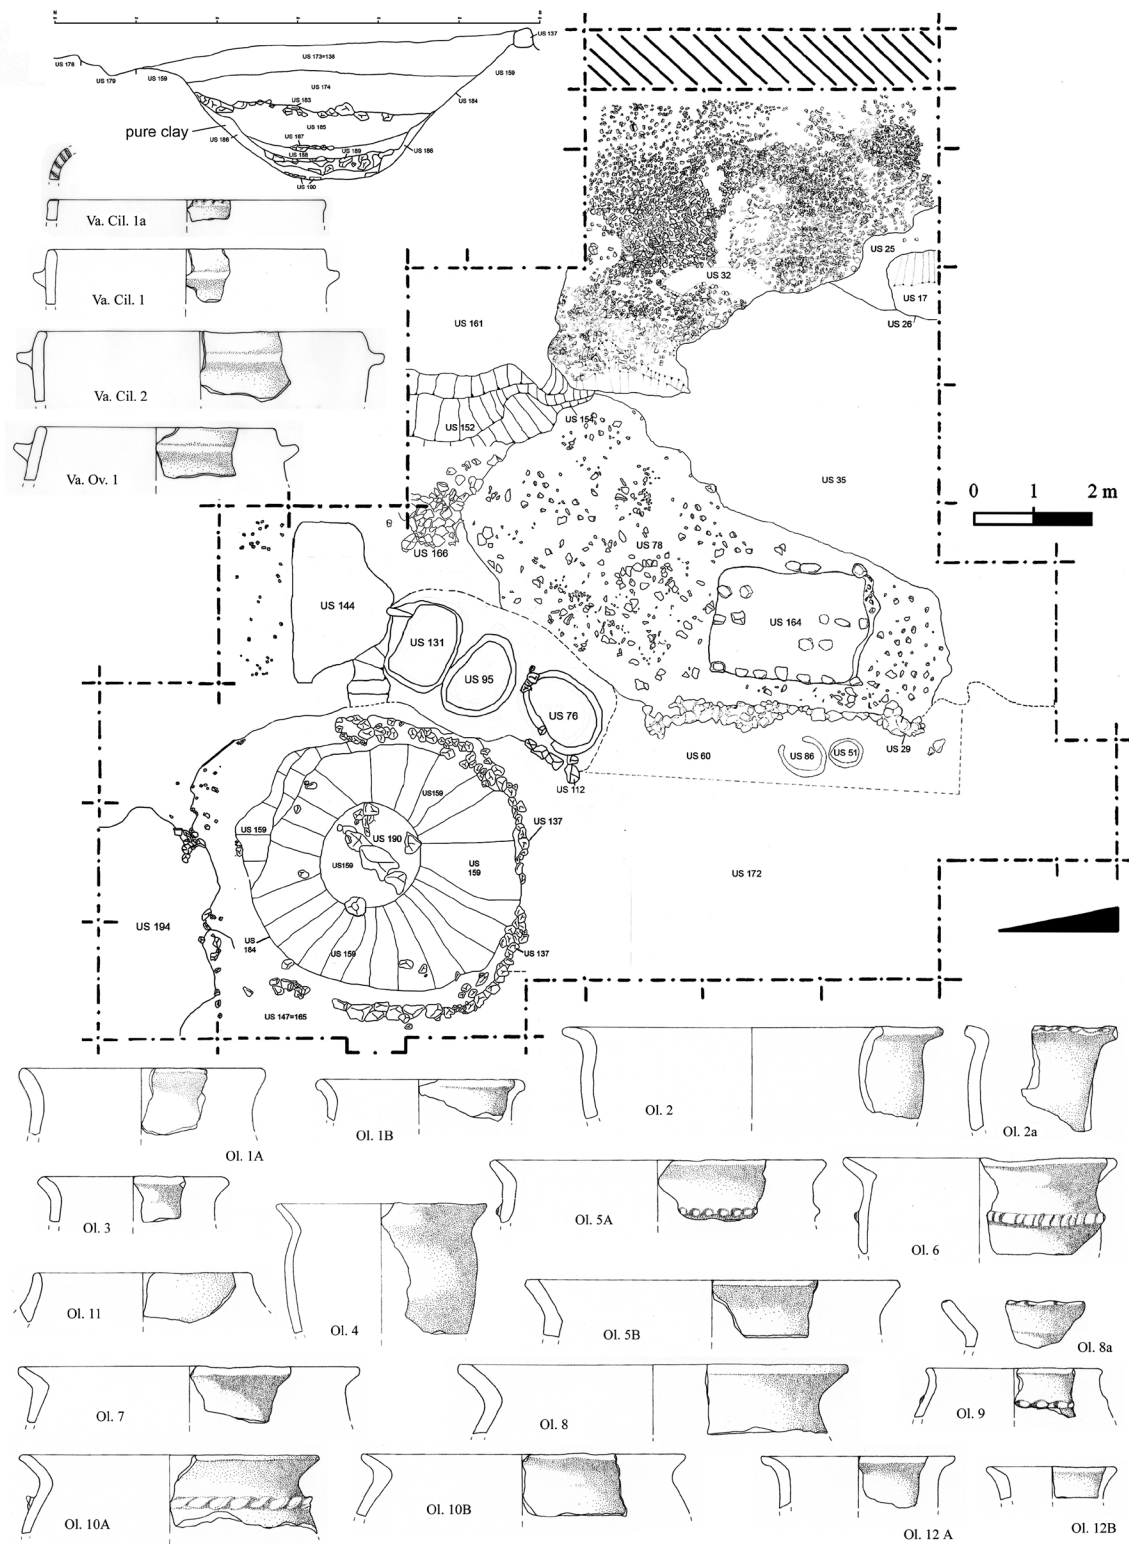 N
S
US 137
US 178
US 173=138
US 179
US 159
US 159
US 174
US 183
US 184
US 185
pure clay
US 187
US 186
US 188
US 189
US 186
US 190
Va. Cil. 1a
Va. Cil. 1
Va. Cil. 2
Va. Ov. 1
US 25
US 32
US 17
US 26
US 161
US 154
US 152
US 35
0 1 2 m
US 78
US 166
US 144
US 164
US 131
US 95
US 76
US 60
US 86
US 51
US 29
US 112
US159
US 159
US 137
US 190
US159
US
159
US 172
US 194
US
184
US159
US 137
US 147=165
Ol. 1A
Ol. 1B
Ol. 2
Ol. 2a
Ol. 3
Ol. 4
Ol. 5A
Ol. 6
Ol. 11
Ol. 5B
Ol. 8a
Ol. 7
Ol. 8
Ol. 9
Ol. 10A
Ol. 10B
Ol. 12 A
Ol. 12B